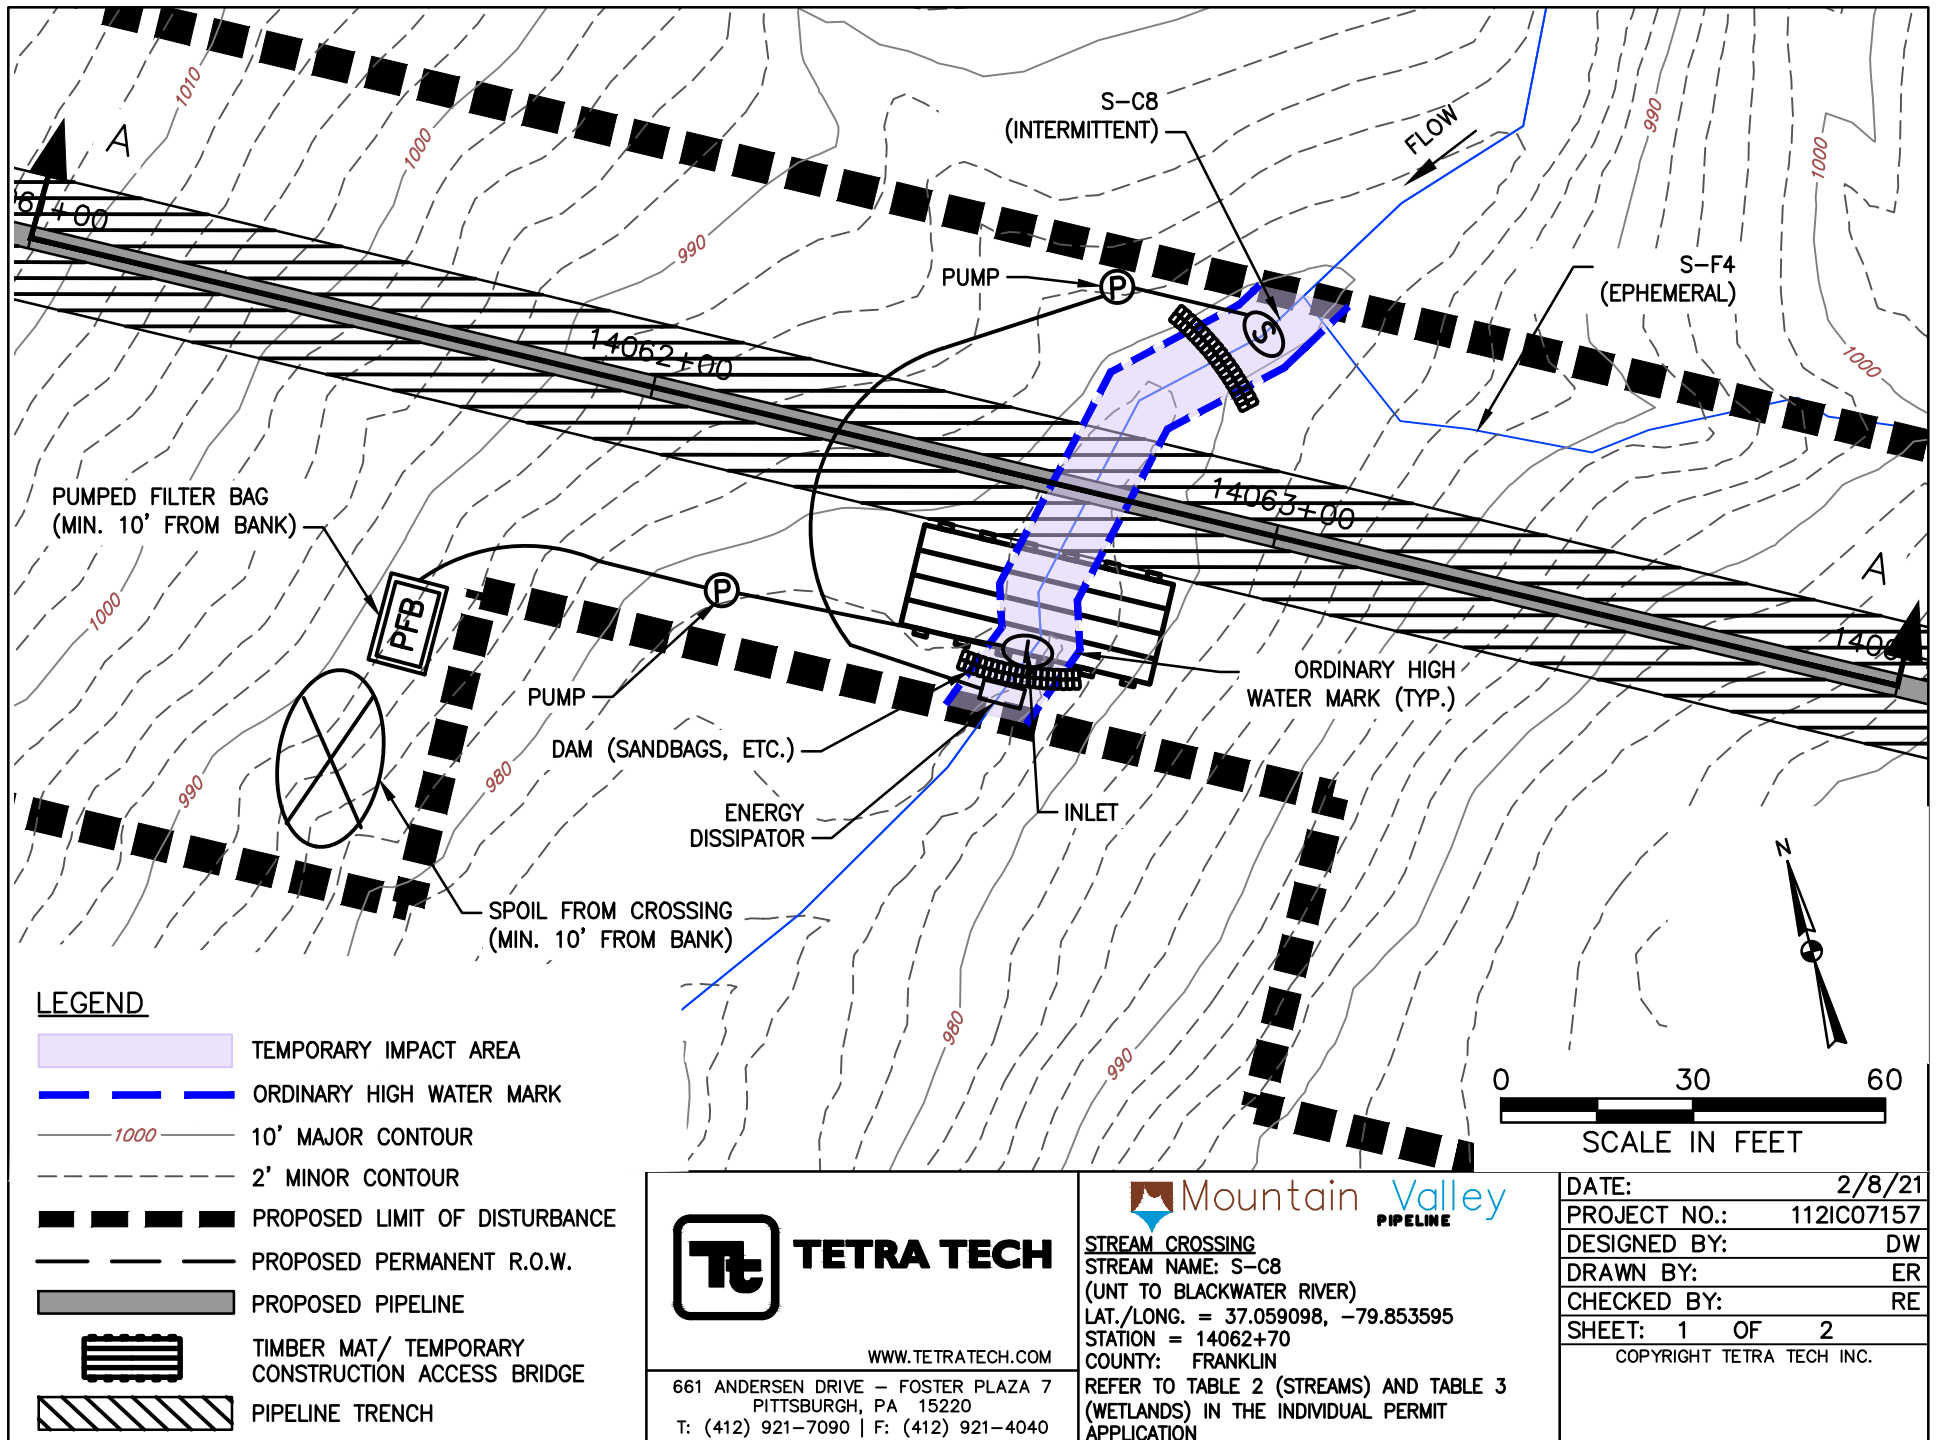 1010
A
1000
S-C8
(INTERMITTENT)
FLOW
990
1000
+00
990
PUMP
P
S
S-F4
(EPHEMERAL)
14062+00
1000
PUMPED FILTER BAG
(MIN. 10' FROM BANK)
14063+00
A
PFB
P
1000
PUMP
ORDINARY HIGH
WATER MARK (TYP.)
DAM (SANDBAGS, ETC.)
990
980
ENERGY
DISSIPATOR
INLET
N
SPOIL FROM CROSSING
(MIN. 10' FROM BANK)
980
990
LEGEND
TEMPORARY IMPACT AREA
ORDINARY HIGH WATER MARK
1000
10' MAJOR CONTOUR
2' MINOR CONTOUR
PROPOSED LIMIT OF DISTURBANCE
PROPOSED PERMANENT R.O.W.
PROPOSED PIPELINE
TIMBER MAT/ TEMPORARY
CONSTRUCTION ACCESS BRIDGE
PIPELINE TRENCH
0 30 60
SCALE IN FEET
Tt
TETRA TECH
WWW.TETRATECH.COM
661 ANDERSEN DRIVE - FOSTER PLAZA 7
PITTSBURGH, PA 15220
T: (412) 921-7090 | F: (412) 921-4040
Mountain Valley
PIPELINE
STREAM CROSSING
STREAM NAME: S-C8
(UNT TO BLACKWATER RIVER)
LAT./LONG. = 37.059098, -79.853595
STATION = 14062+70
COUNTY: FRANKLIN
REFER TO TABLE 2 (STREAMS) AND TABLE 3
(WETLANDS) IN THE INDIVIDUAL PERMIT
APPLICATION
DATE: 2/8/21
PROJECT NO.: 112IC07157
DESIGNED BY: DW
DRAWN BY: ER
CHECKED BY: RE
SHEET: 1 OF 2
COPYRIGHT TETRA TECH INC.